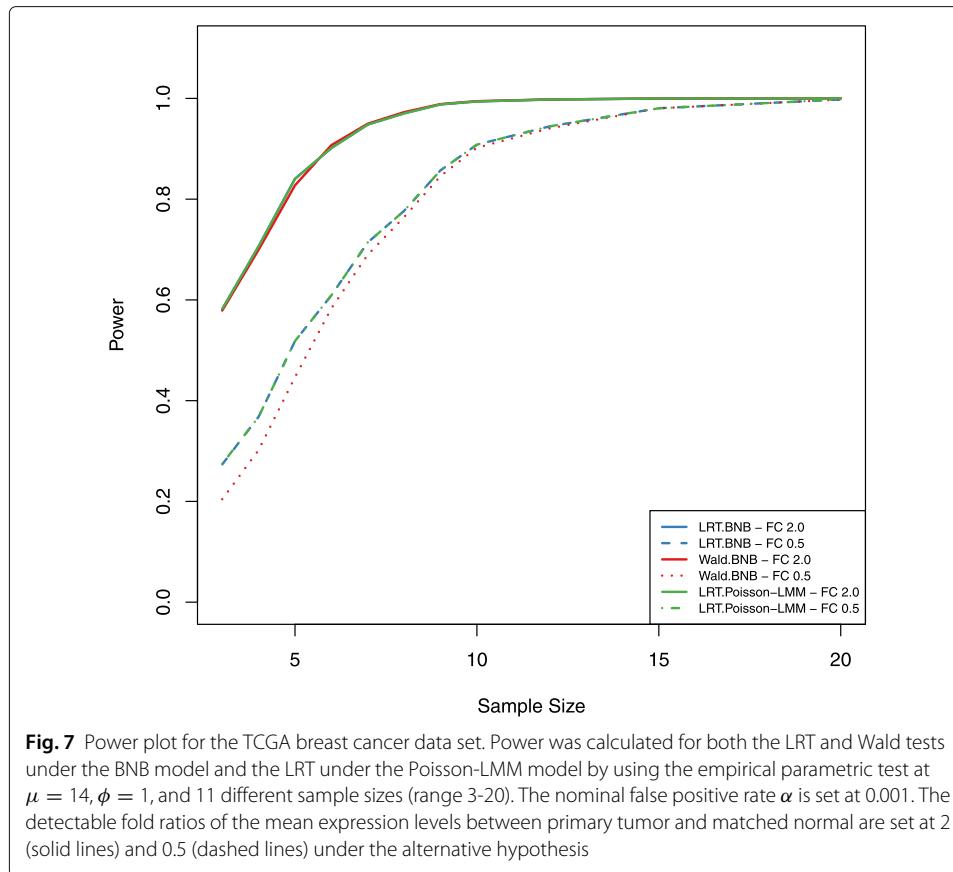 1.0
0.8
0.6
0.4
0.2
0.0
Power
LRT.BNB – FC 2.0
LRT.BNB – FC 0.5
Wald.BNB – FC 2.0
Wald.BNB – FC 0.5
LRT.Poisson–LMM – FC 2.0
LRT.Poisson–LMM – FC 0.5
5 10 15 20
Sample Size
Fig. 7 Power plot for the TCGA breast cancer data set. Power was calculated for both the LRT and Wald tests
under the BNB model and the LRT under the Poisson-LMM model by using the empirical parametric test at
μ = 14, ϕ = 1, and 11 different sample sizes (range 3-20). The nominal false positive rate α is set at 0.001. The
detectable fold ratios of the mean expression levels between primary tumor and matched normal are set at 2
(solid lines) and 0.5 (dashed lines) under the alternative hypothesis